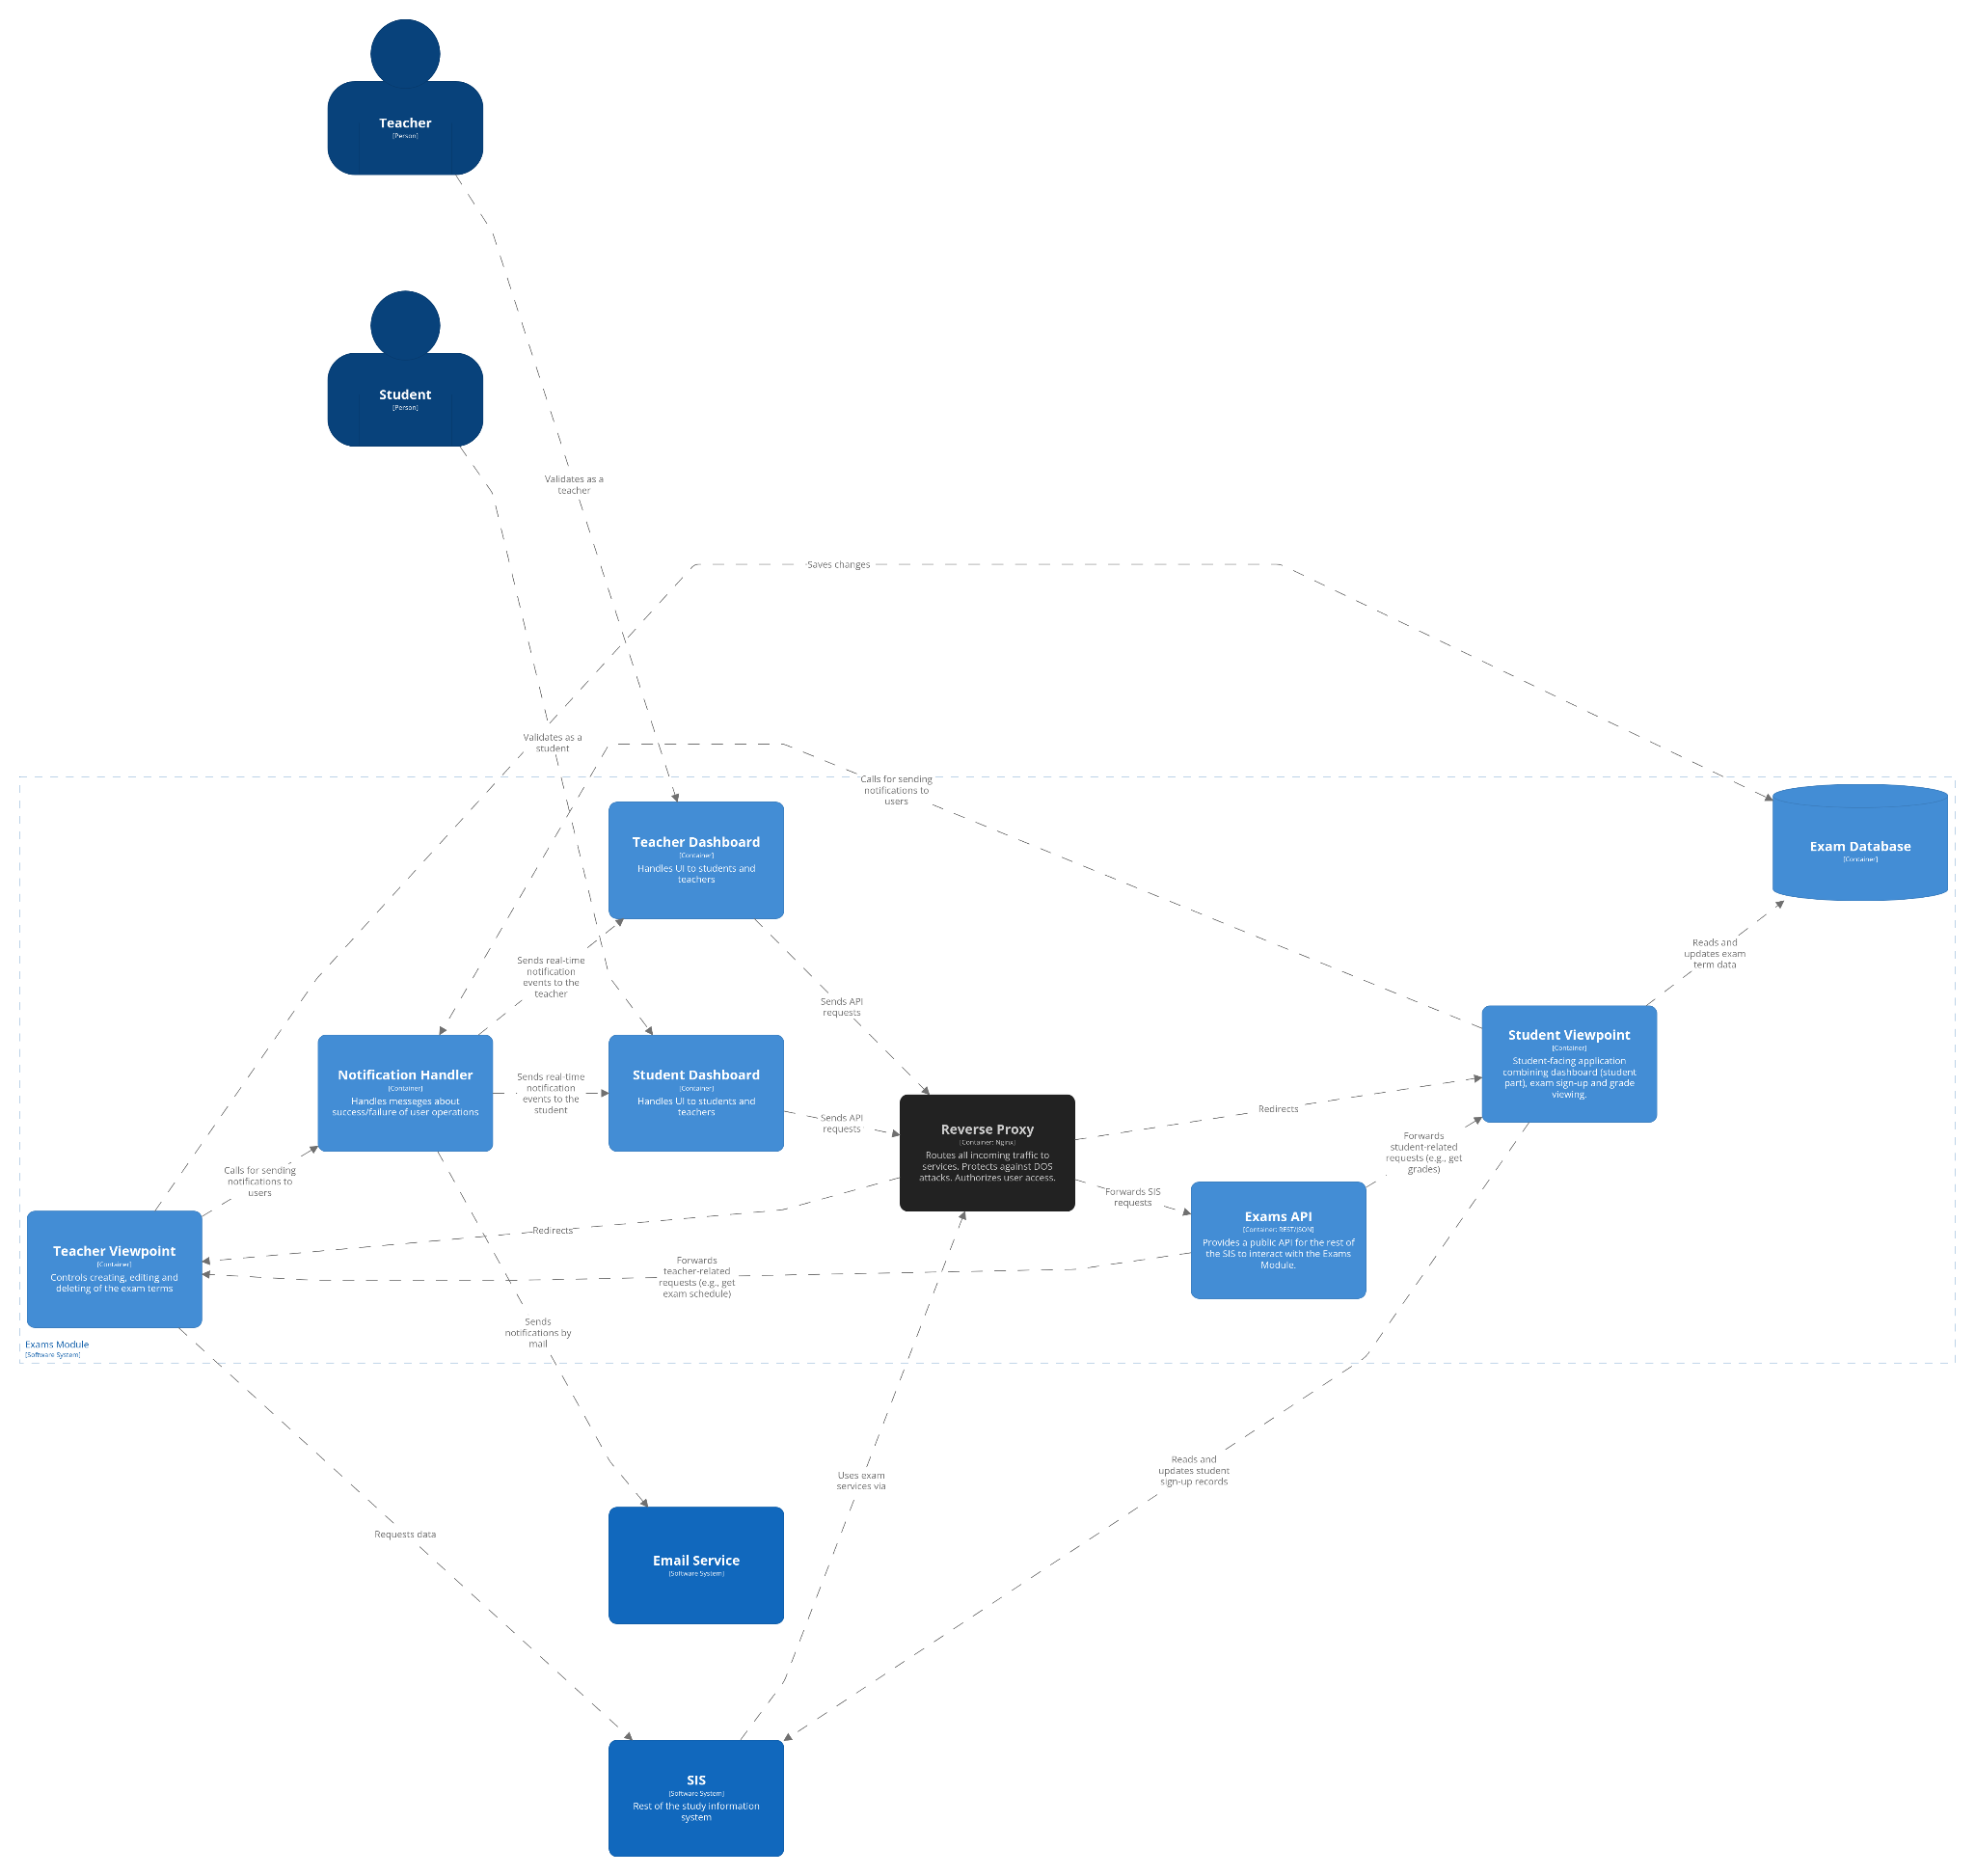 Teacher
[Person]
Student
[Person]
Validates as a
teacher
Saves changes
Validates as a
student
Calls for sending
notifications to
users
Teacher Dashboard
[Container]
Handles UI to students and
teachers
Exam Database
[Container]
Sends real-time
notification
events to the
teacher
Reads and
updates exam
term data
Sends API
requests
Notification Handler
[Container]
Handles messeges about
success/failure of user operations
Sends real-time
notification
events to the
student
Student Dashboard
[Container]
Handles UI to students and
teachers
Sends API
requests
Student Viewpoint
[Container]
Student-facing application
combining dashboard (student
part), exam sign-up and grade
viewing.
Reverse Proxy
[Container: Nginx]
Routes all incoming traffic to
services. Protects against DOS
attacks. Authorizes user access.
Redirects
Forwards
student-related
requests (e.g., get
grades)
Calls for sending
notifications to
users
Forwards SIS
requests
Redirects
Exams API
[Container: REST/JSON]
Provides a public API for the rest of
the SIS to interact with the Exams
Module.
Teacher Viewpoint
[Container]
Controls creating, editing and
deleting of the exam terms
Forwards
teacher-related
requests (e.g., get
exam schedule)
Sends
notifications by
mail
Exams Module
[Software System]
Reads and
updates student
sign-up records
Uses exam
services via
Requests data
Email Service
[Software System]
SIS
[Software System]
Rest of the study information
system